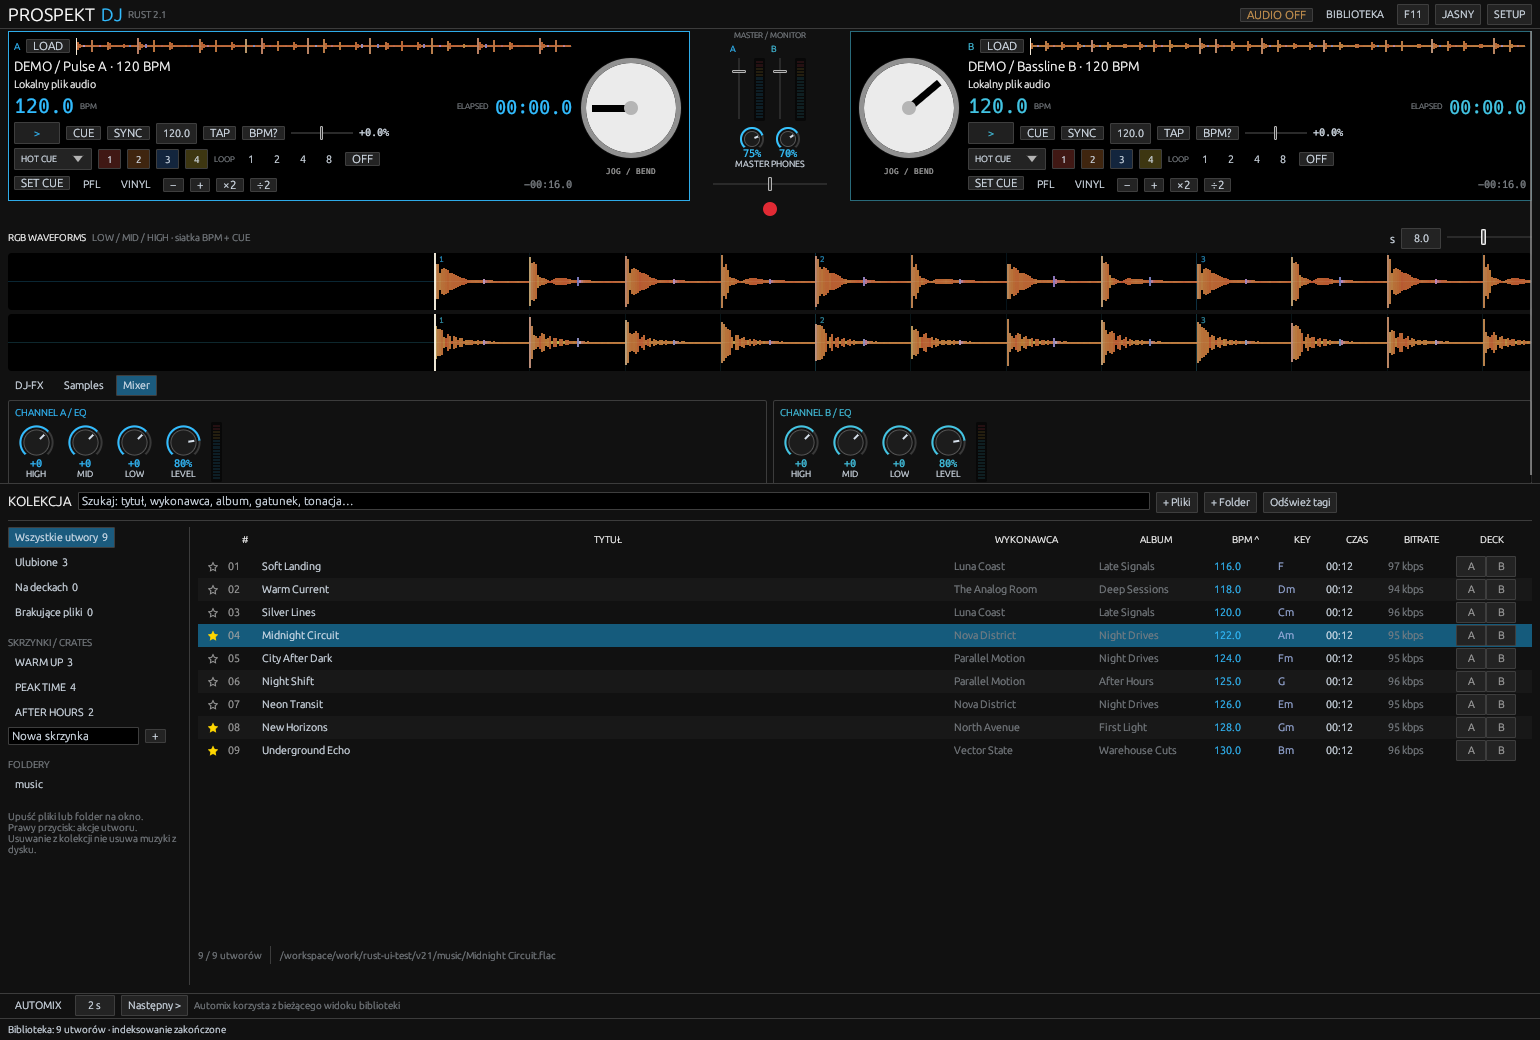 PROSPEKT DJ RUST 2.1 AUDIO OFF BIBLIOTEKA F11 JASNY SETUP
A LOAD
DEMO / Pulse A · 120 BPM
Lokalny plik audio
120.0 BPM ELAPSED 00:00.0
> CUE SYNC 120.0 TAP BPM? +0.0%
HOT CUE 1 2 3 4 LOOP 1 2 4 8 OFF
SET CUE PFL VINYL − + ×2 ÷2 −00:16.0
JOG / BEND
MASTER / MONITOR
A B
75% 70%
MASTER PHONES
JOG / BEND
B LOAD
DEMO / Bassline B · 120 BPM
Lokalny plik audio
120.0 BPM ELAPSED 00:00.0
> CUE SYNC 120.0 TAP BPM? +0.0%
HOT CUE 1 2 3 4 LOOP 1 2 4 8 OFF
SET CUE PFL VINYL − + ×2 ÷2 −00:16.0
RGB WAVEFORMS LOW / MID / HIGH · siatka BPM + CUE s 8.0
1 2 3
1 2 3
DJ-FX Samples Mixer
CHANNEL A / EQ
+0 +0 +0 80%
HIGH MID LOW LEVEL
CHANNEL B / EQ
+0 +0 +0 80%
HIGH MID LOW LEVEL
KOLEKCJA Szukaj: tytuł, wykonawca, album, gatunek, tonacja... + Pliki + Folder Odśwież tagi
Wszystkie utwory 9
Ulubione 3
Na deckach 0
Brakujące pliki 0
SKRZYNKI / CRATES
WARM UP 3
PEAK TIME 4
AFTER HOURS 2
Nowa skrzynka +
FOLDERY
music
Upuść pliki lub folder na okno.
Prawy przycisk: akcje utworu.
Usuwanie z kolekcji nie usuwa muzyki z
dysku.
# TYTUŁ WYKONAWCA ALBUM BPM ^ KEY CZAS BITRATE DECK
01 Soft Landing Luna Coast Late Signals 116.0 F 00:12 97 kbps A B
02 Warm Current The Analog Room Deep Sessions 118.0 Dm 00:12 94 kbps A B
03 Silver Lines Luna Coast Late Signals 120.0 Cm 00:12 96 kbps A B
04 Midnight Circuit Nova District Night Drives 122.0 Am 00:12 95 kbps A B
05 City After Dark Parallel Motion Night Drives 124.0 Fm 00:12 95 kbps A B
06 Night Shift Parallel Motion After Hours 125.0 G 00:12 96 kbps A B
07 Neon Transit Nova District Night Drives 126.0 Em 00:12 95 kbps A B
08 New Horizons North Avenue First Light 128.0 Gm 00:12 95 kbps A B
09 Underground Echo Vector State Warehouse Cuts 130.0 Bm 00:12 96 kbps A B
9 / 9 utworów /workspace/work/rust-ui-test/v21/music/Midnight Circuit.flac
AUTOMIX 2 s Następny > Automix korzysta z bieżącego widoku biblioteki
Biblioteka: 9 utworów · indeksowanie zakończone